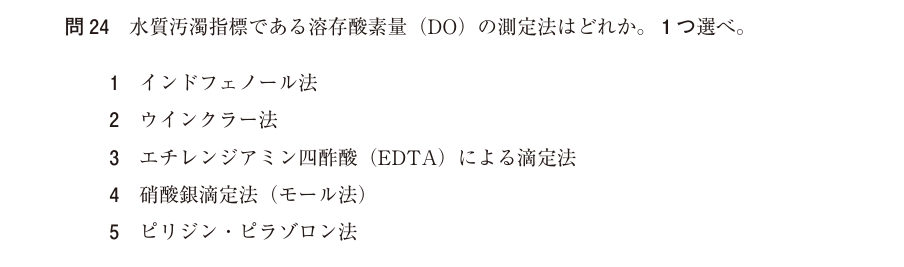 問24 水質汚濁指標である溶存酸素量（DO）の測定法はどれか。1つ選べ。
1 インドフェノール法
2 ウインクラー法
3 エチレンジアミン四酢酸（EDTA）による滴定法
4 硝酸銀滴定法（モール法）
5 ピリジン・ピラゾロン法